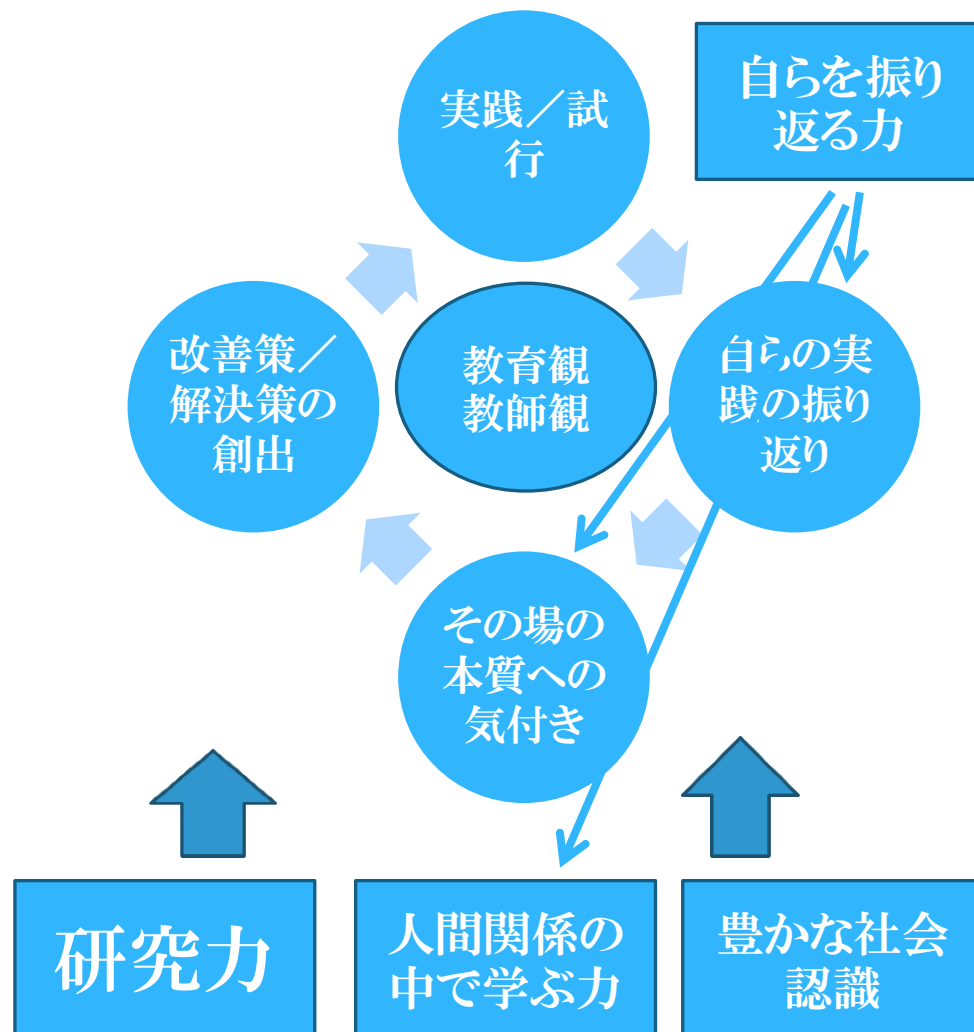 実践／試
行
自らを振り
返る力
改善策／
解決策の
創出
教育観
教師観
自らの実
践の振り
返り
その場の
本質への
気付き
研究力
人間関係の
中で学ぶ力
豊かな社会
認識